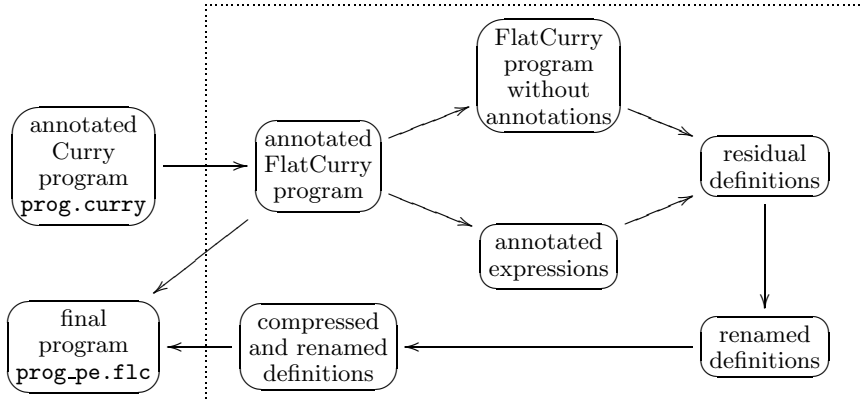 annotated
Curry
program
prog.curry
annotated
FlatCurry
program
FlatCurry
program
without
annotations
annotated
expressions
residual
definitions
final
program
prog_pe.flc
compressed
and renamed
definitions
renamed
definitions